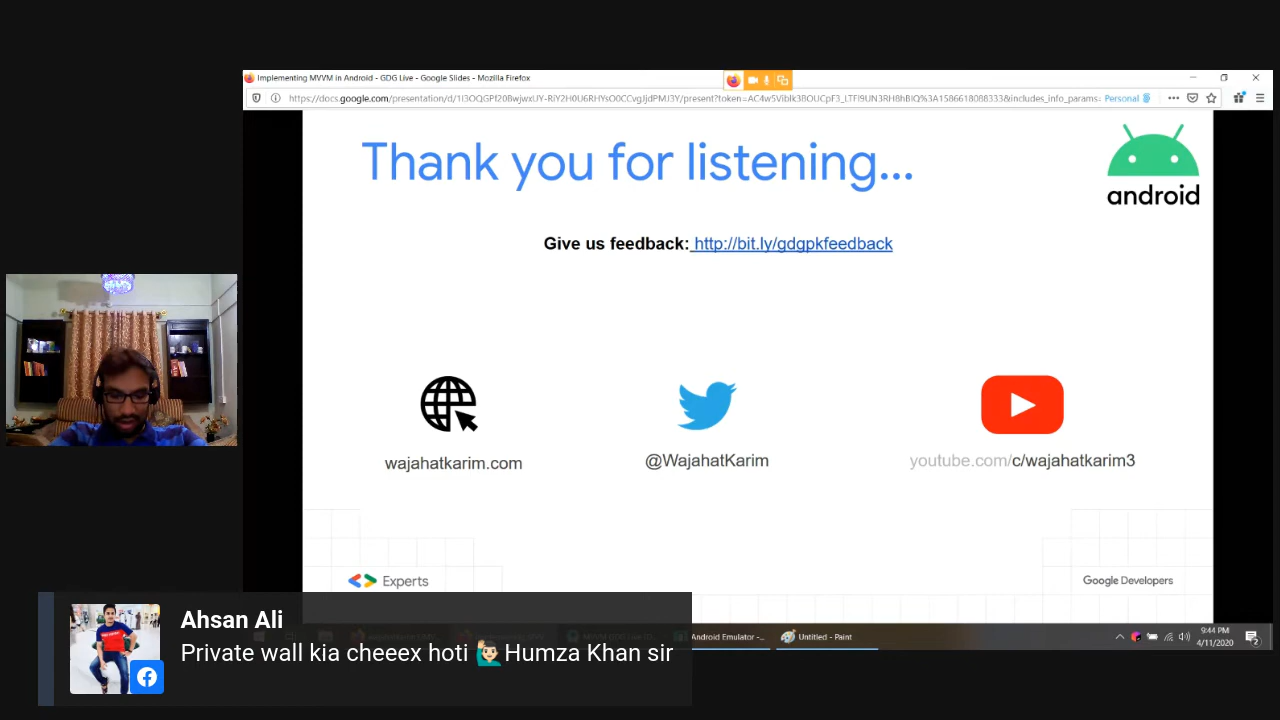 Implementing MVVM in Android - GDG Live - Google Slides - Mozilla Firefox
Personal
Thank you for listening...
android
Give us feedback: http://bit.ly/gdgpkfeedback
wajahatkarim.com
@WajahatKarim
youtube.com/c/wajahatkarim3
Experts
Google Developers
Android Emulator -...
Untitled - Paint
9:44 PM
4/11/2020
Ahsan Ali
Private wall kia cheeex hoti 🙋🏻‍♂️Humza Khan sir